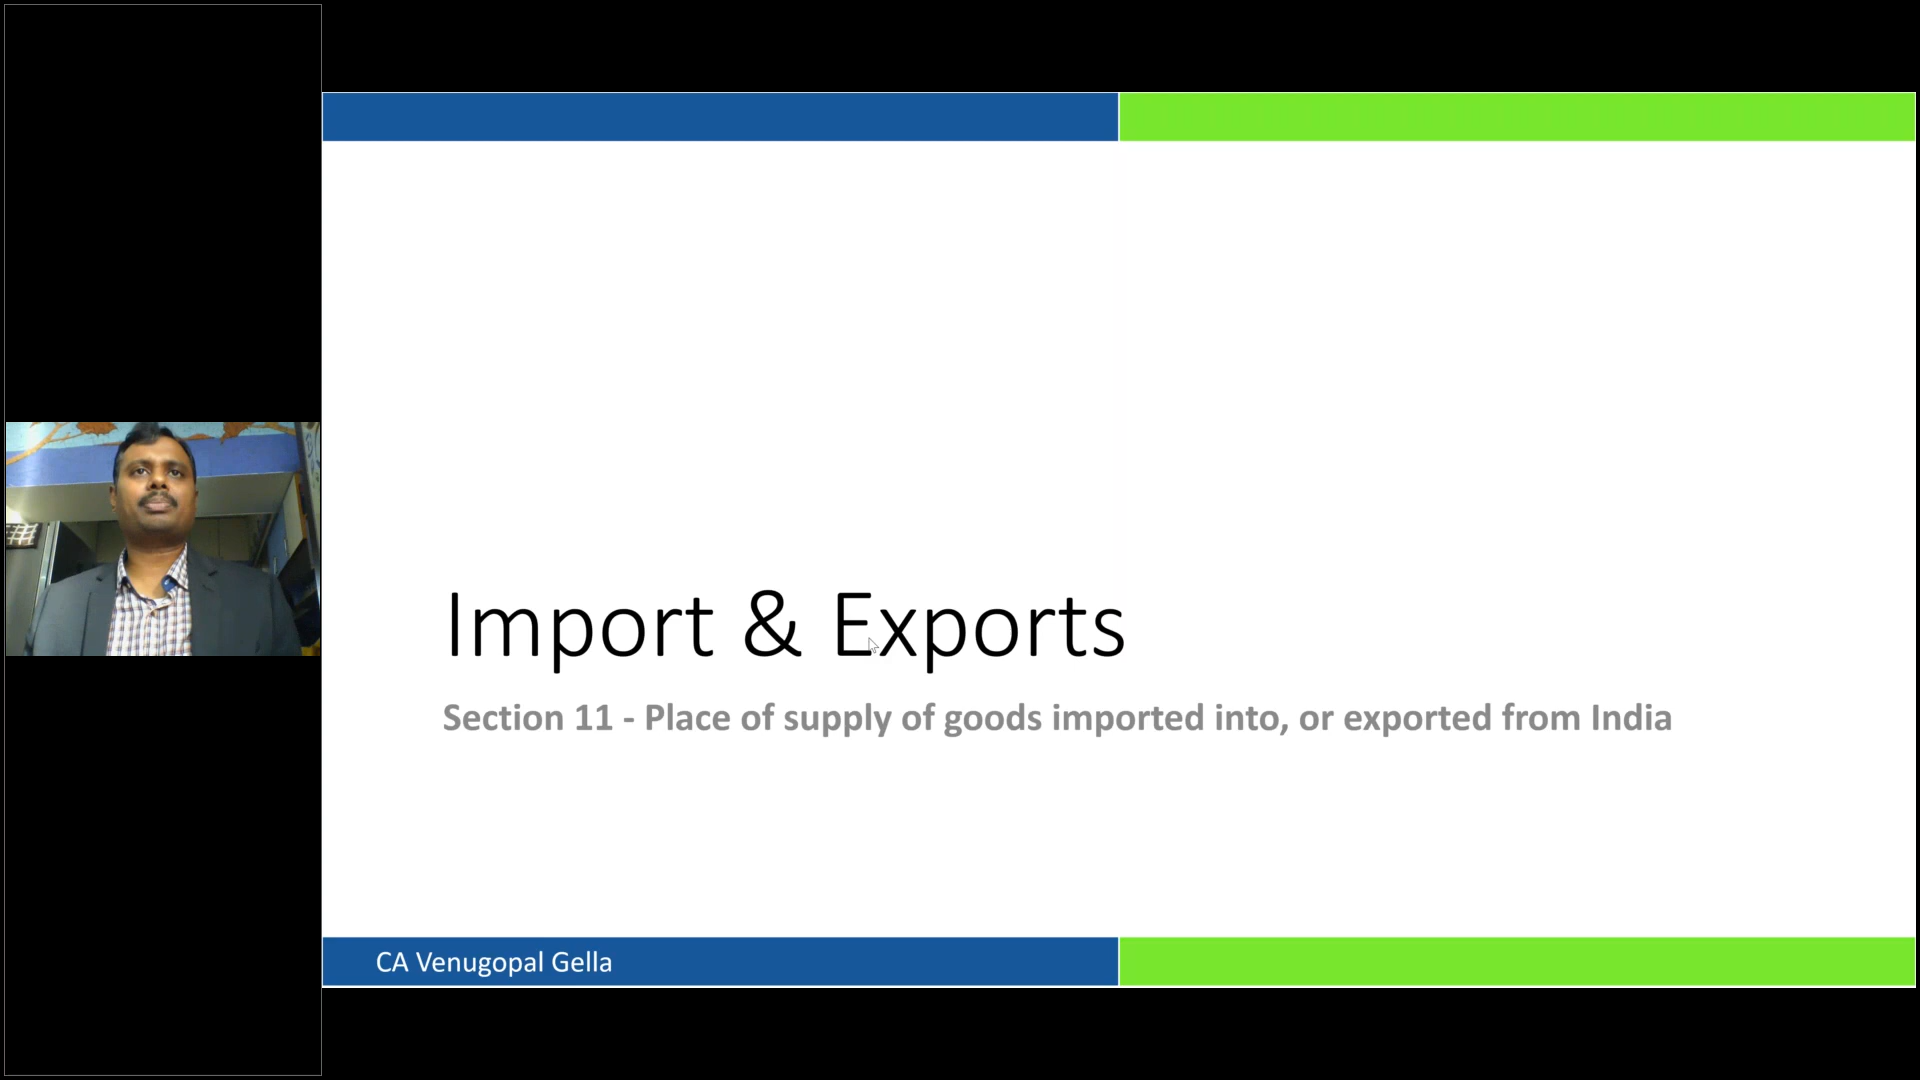 Import & Exports
Section 11 - Place of supply of goods imported into, or exported from India
CA Venugopal Gella